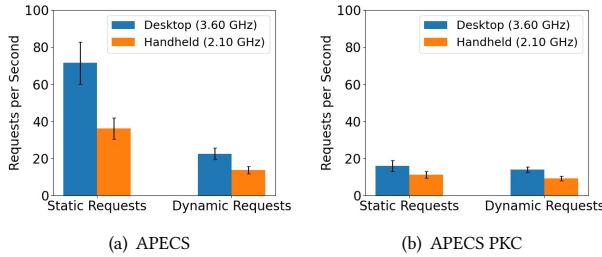 100
80
60
40
20
0
Requests per Second
Desktop (3.60 GHz)
Handheld (2.10 GHz)
Static Requests
Dynamic Requests
(a) APECS
100
80
60
40
20
0
Requests per Second
Desktop (3.60 GHz)
Handheld (2.10 GHz)
Static Requests
Dynamic Requests
(b) APECS PKC